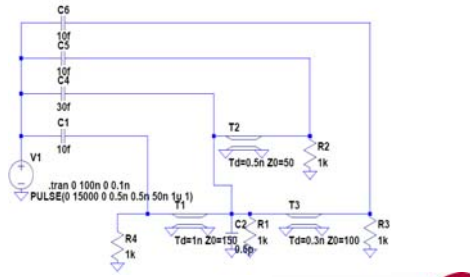 C6
10f
C5
10f
C4
30f
C1
10f
V1
T2
R2
1k
Td=0.5n Z0=50
.tran 0 100n 0 0.1n
PULSE(0 15000 0 0.5n 0.5n 50n 1u 1)
T1
T3
R4
1k
Td=1n Z0=150
C2
0.6p
R1
1k
Td=0.3n Z0=100
R3
1k